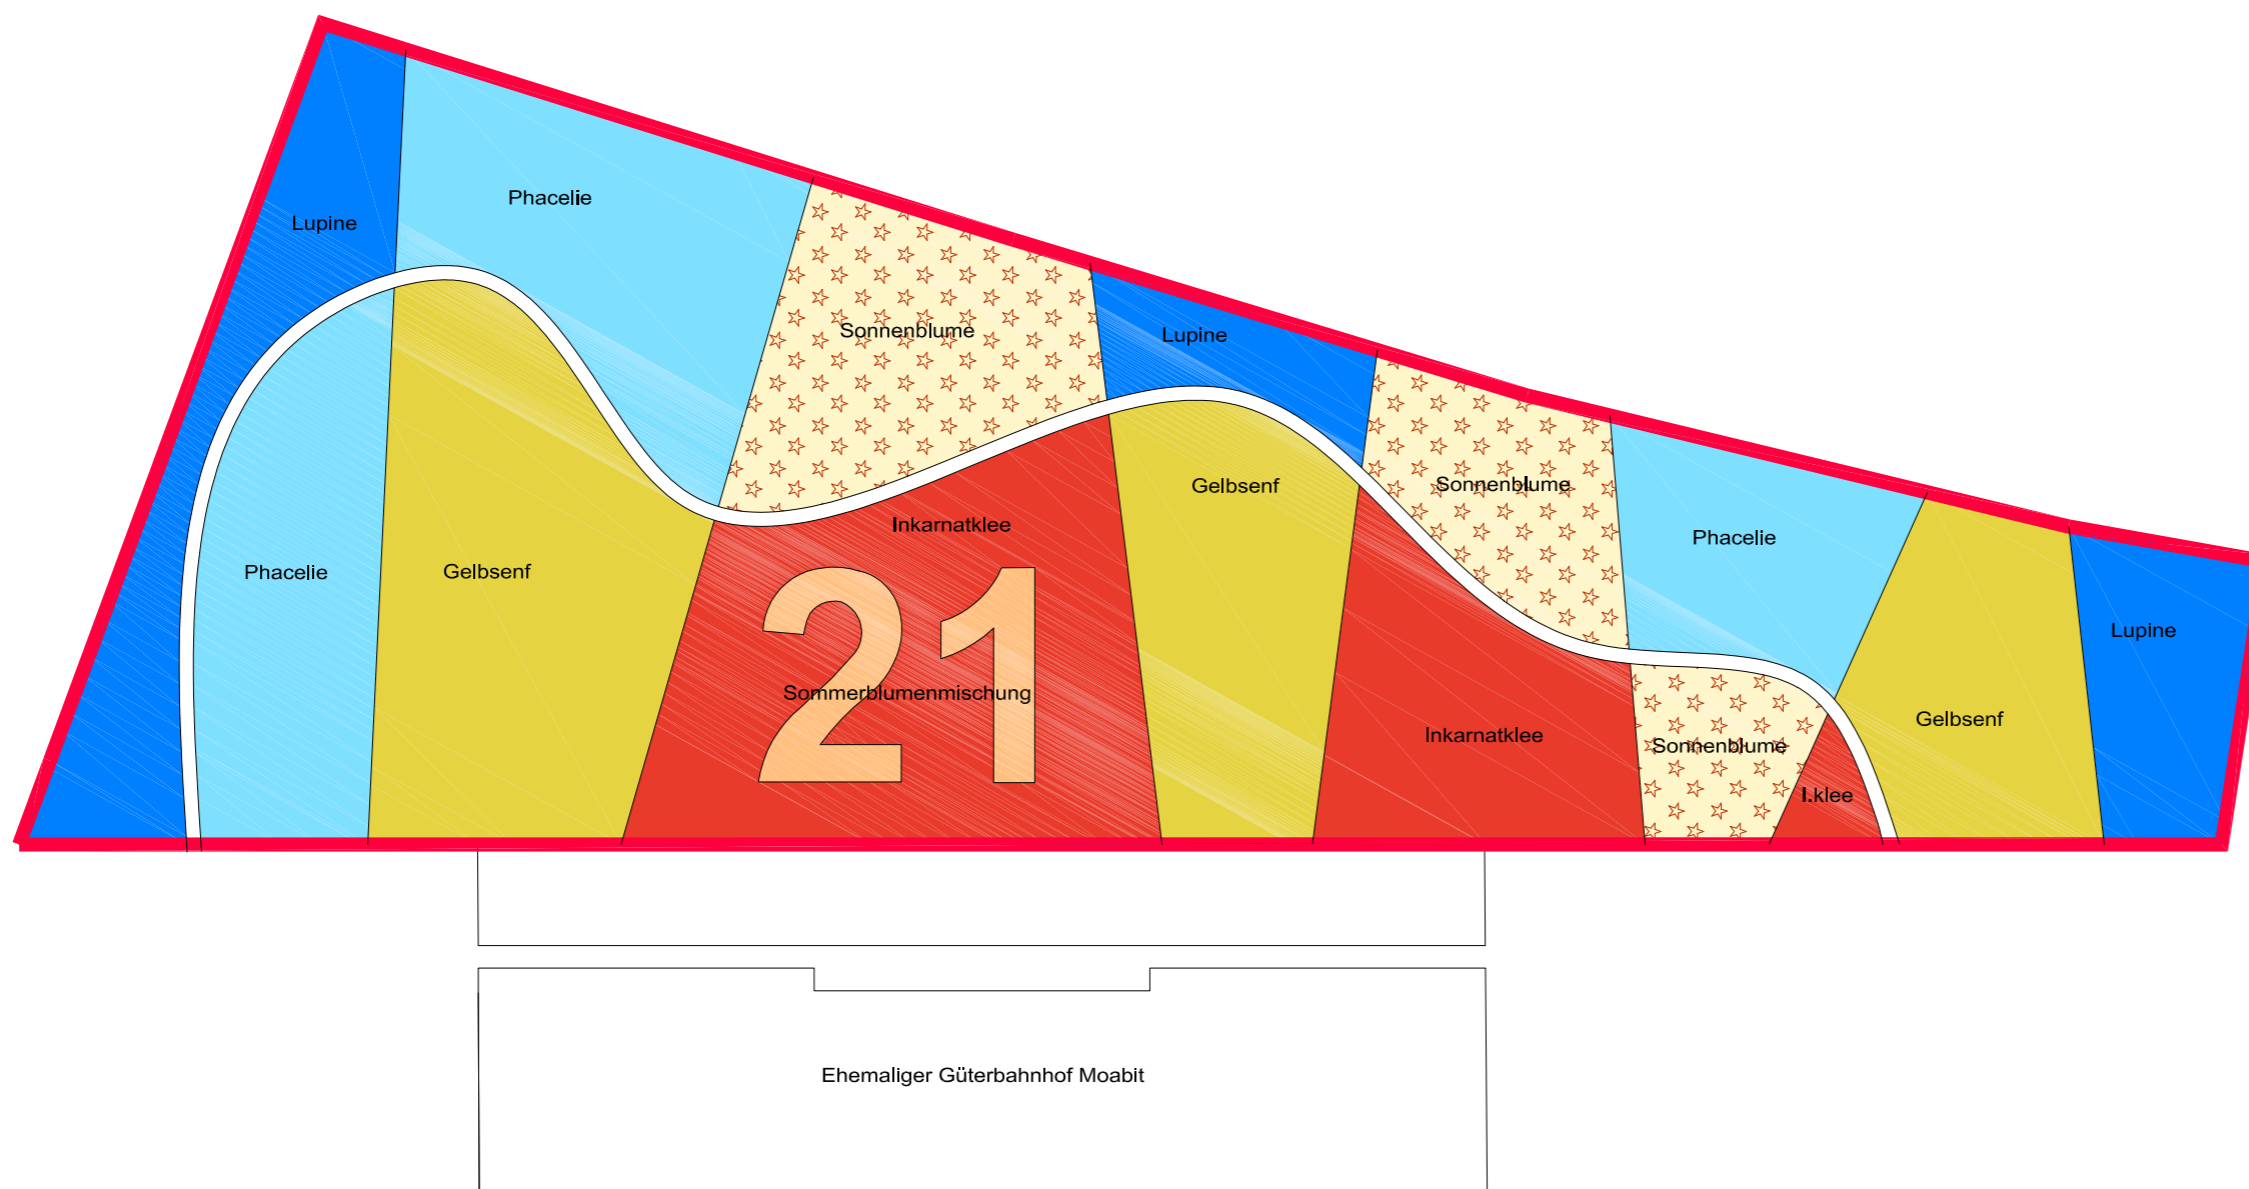 Phacelie
Lupine
Sonnenblume
Lupine
Sonnenblume
Gelbsenf
Inkarnatklee
Phacelie
Phacelie
Gelbsenf
21
Lupine
Sommerblumenmischung
Gelbsenf
Inkarnatklee
Sonnenblume
I.klee
Ehemaliger Güterbahnhof Moabit